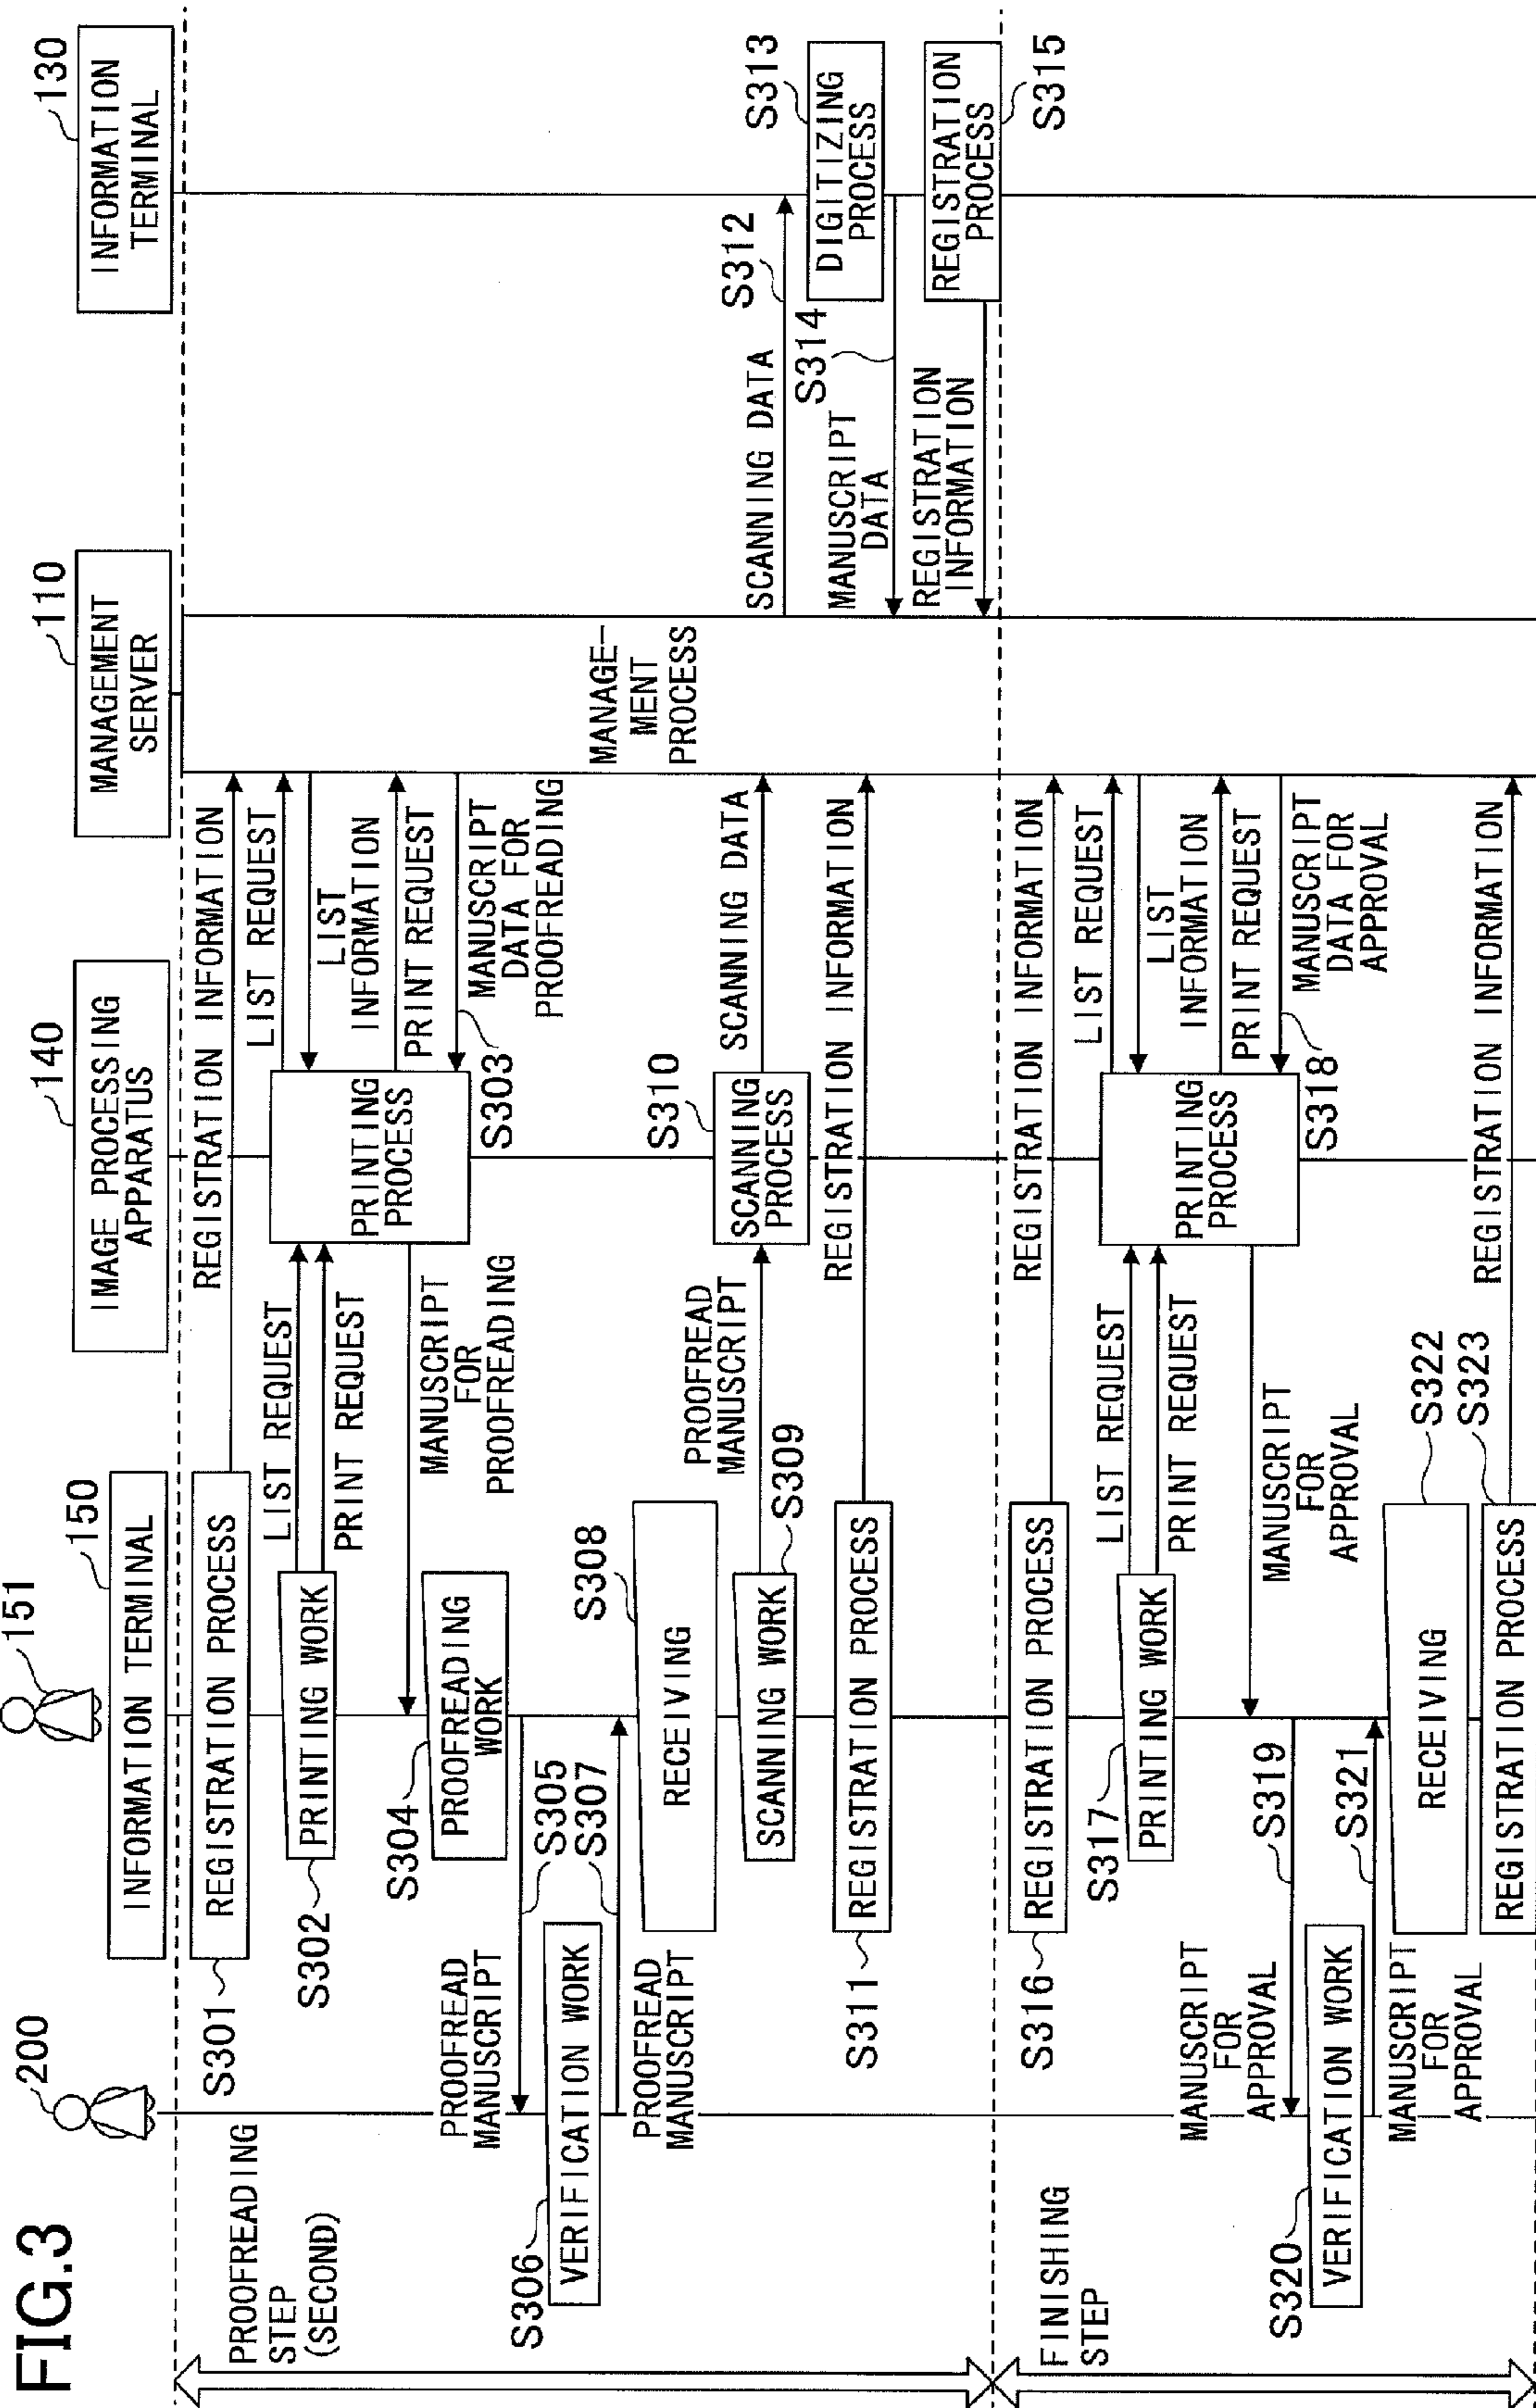 FIG.3
200
151
150
INFORMATION TERMINAL
140
IMAGE PROCESSING
APPARATUS
110
MANAGEMENT
SERVER
130
INFORMATION
TERMINAL
PROOFREADING
STEP
(SECOND)
S301
REGISTRATION PROCESS
REGISTRATION INFORMATION
LIST REQUEST
S302
PRINTING WORK
LIST REQUEST
PRINT REQUEST
PRINTING
PROCESS
LIST
INFORMATION
PRINT REQUEST
MANUSCRIPT
DATA FOR
PROOFREADING
S303
MANUSCRIPT
FOR
PROOFREADING
S304
PROOFREADING
WORK
PROOFREAD
MANUSCRIPT
S305
S306
VERIFICATION WORK
S307
PROOFREAD
MANUSCRIPT
S308
RECEIVING
MANAGE-
MENT
PROCESS
PROOFREAD
MANUSCRIPT
SCANNING WORK
S309
S310
SCANNING
PROCESS
SCANNING DATA
SCANNING DATA
S312
S313
DIGITIZING
PROCESS
S314
MANUSCRIPT
DATA
S311
REGISTRATION PROCESS
REGISTRATION INFORMATION
REGISTRATION
INFORMATION
REGISTRATION
PROCESS
S315
FINISHING
STEP
S316
REGISTRATION PROCESS
REGISTRATION INFORMATION
LIST REQUEST
S317
PRINTING WORK
LIST REQUEST
PRINT REQUEST
PRINTING
PROCESS
LIST
INFORMATION
PRINT REQUEST
MANUSCRIPT
DATA FOR
APPROVAL
S318
MANUSCRIPT
FOR
APPROVAL
MANUSCRIPT
FOR
APPROVAL
S319
S320
VERIFICATION WORK
S321
MANUSCRIPT
FOR
APPROVAL
RECEIVING
S322
REGISTRATION PROCESS
S323
REGISTRATION INFORMATION